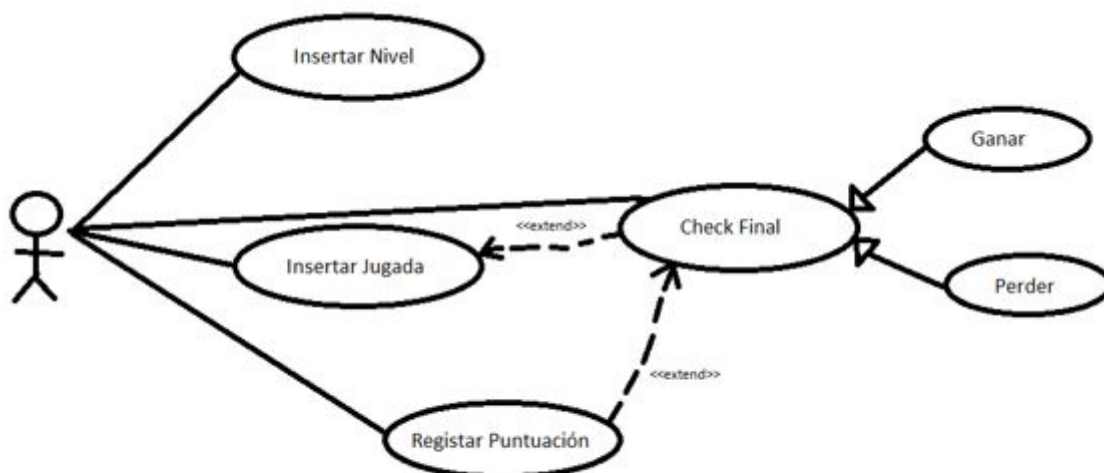 Insertar Nivel
Ganar
Check Final
<<extend>>
Insertar Jugada
Perder
<<extend>>
Registar Puntuación